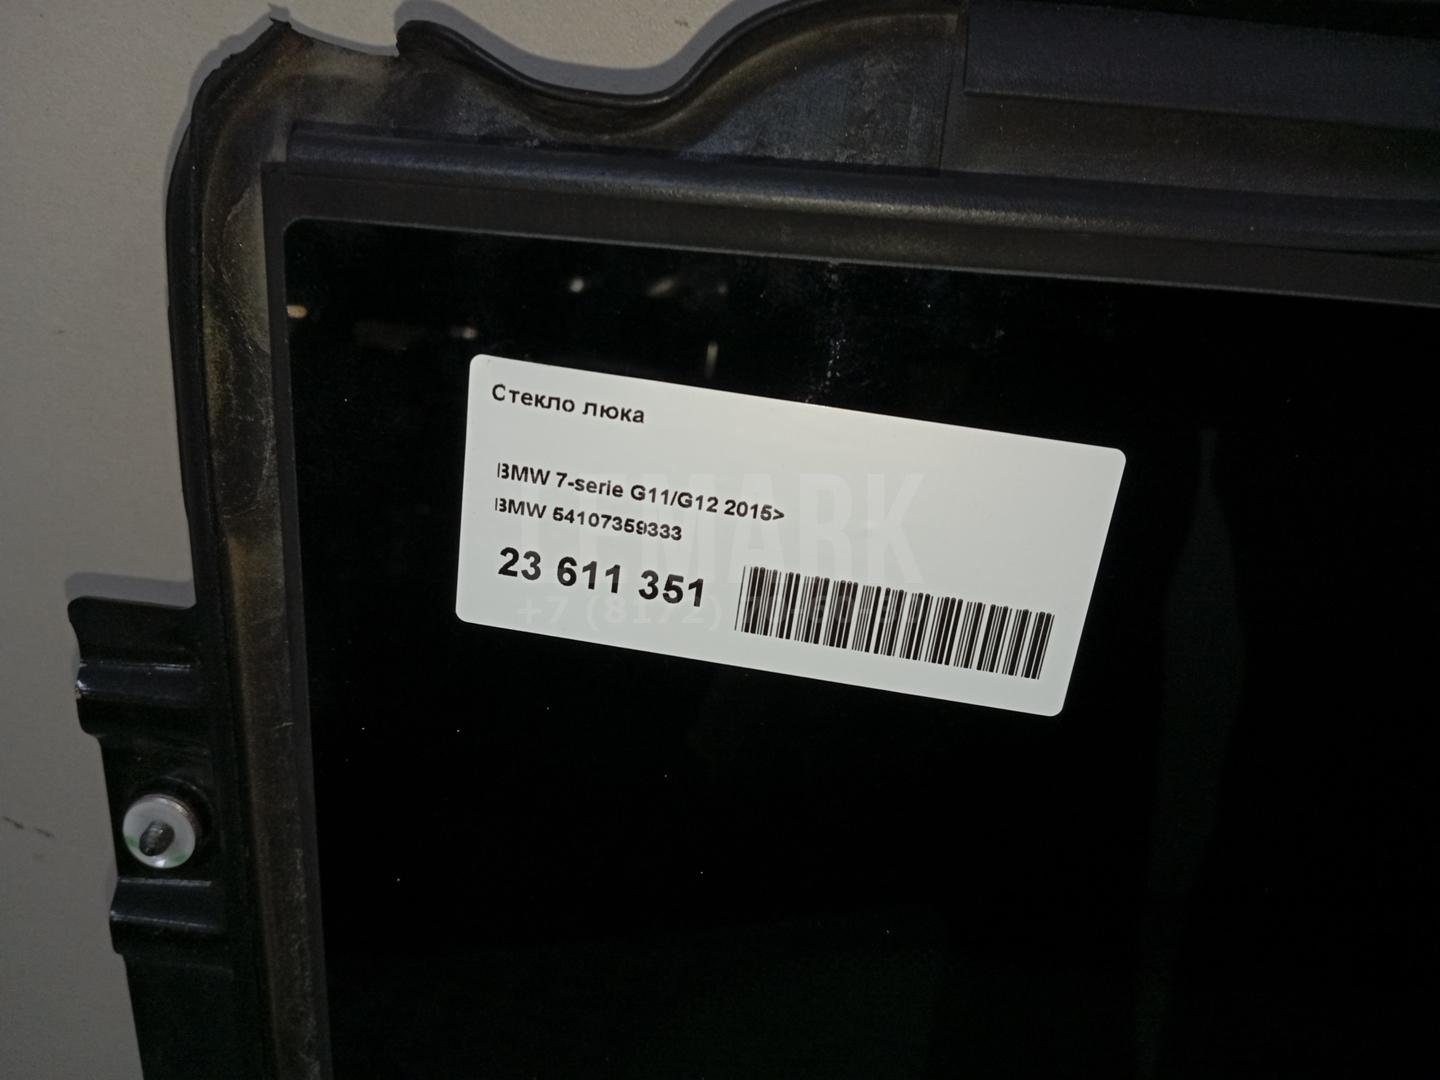 Стекло люка
BMW 7-serie G11/G12 2015>
BMW 54107359333
23 611 351